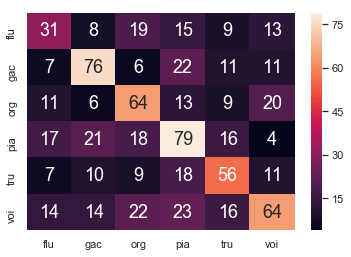 flu 31 8 19 15 9 13
gac 7 76 6 22 11 11
org 11 6 64 13 9 20
pia 17 21 18 79 16 4
tru 7 10 9 18 56 11
voi 14 14 22 23 16 64
flu gac org pia tru voi
75
60
45
30
15